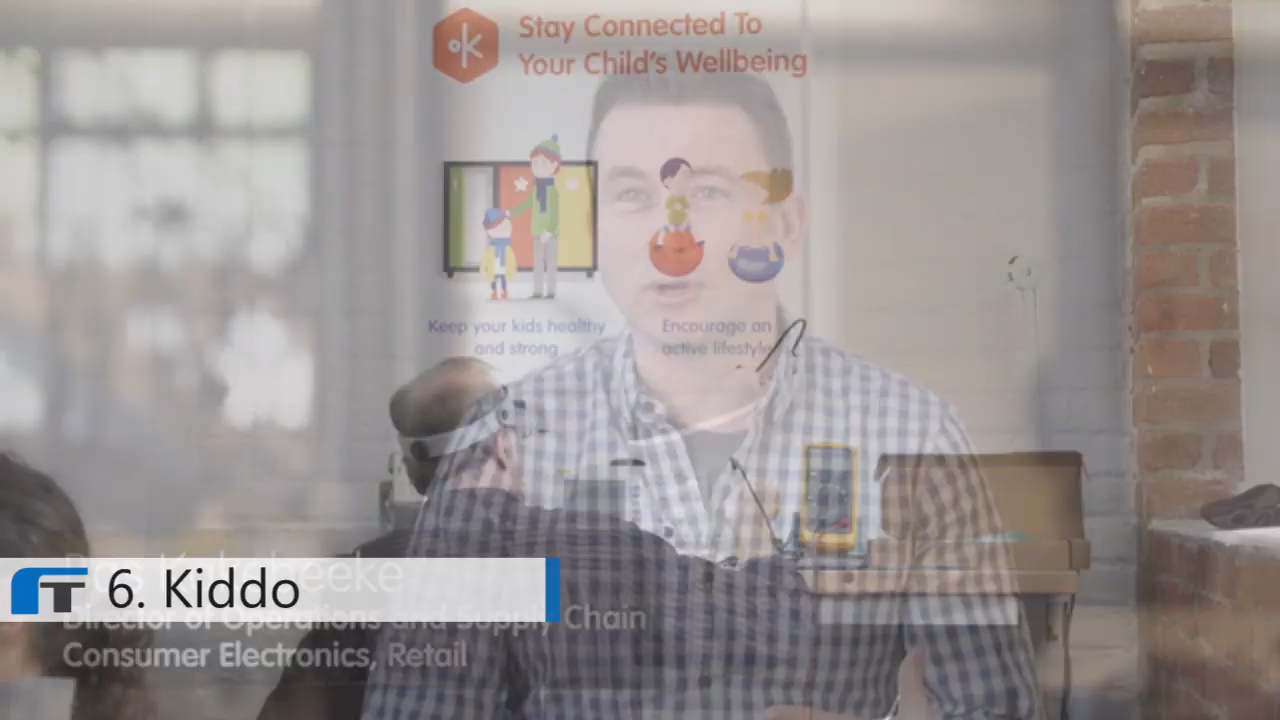 ok
Stay Connected To
Your Child's Wellbeing
Keep your kids healthy
and strong
Encourage an
active lifestyle
6. Kiddo
Director of Operations and Supply Chain
Consumer Electronics, Retail